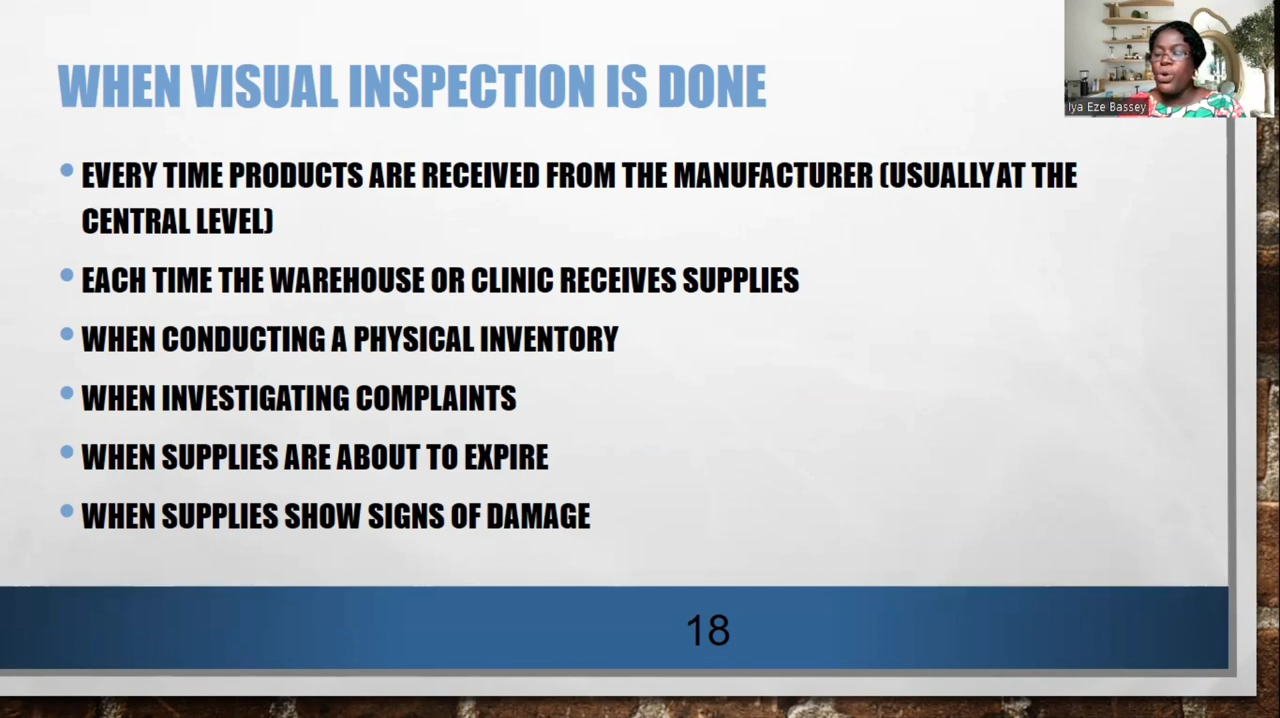 WHEN VISUAL INSPECTION IS DONE
Iya Eze Bassey
• EVERY TIME PRODUCTS ARE RECEIVED FROM THE MANUFACTURER (USUALLY AT THE
CENTRAL LEVEL)
• EACH TIME THE WAREHOUSE OR CLINIC RECEIVES SUPPLIES
• WHEN CONDUCTING A PHYSICAL INVENTORY
• WHEN INVESTIGATING COMPLAINTS
• WHEN SUPPLIES ARE ABOUT TO EXPIRE
• WHEN SUPPLIES SHOW SIGNS OF DAMAGE
18